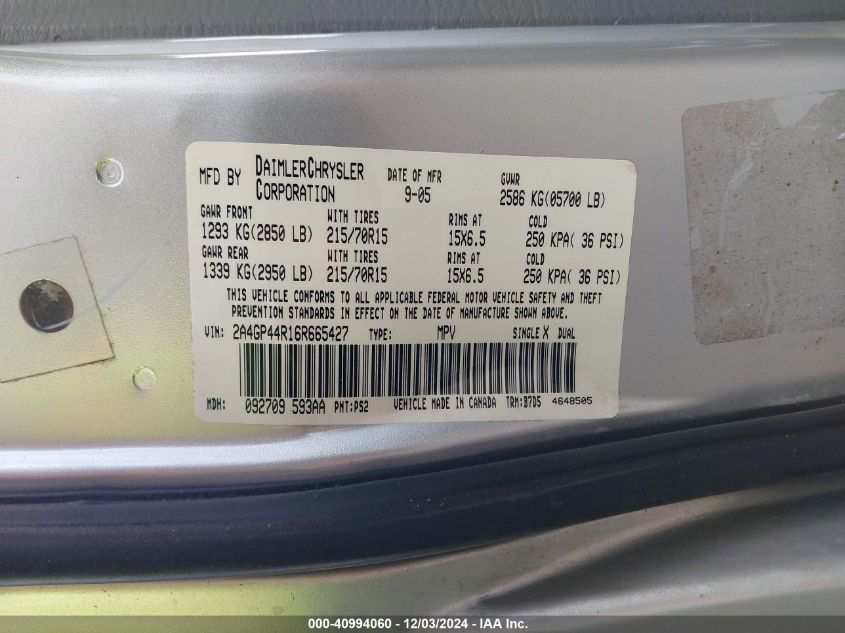 MFD BY DAIMLERCHRYSLER CORPORATION DATE OF MFR 9-05 GVWR 2586 KG(05700 LB)
GAWR FRONT WITH TIRES RIMS AT COLD
1293 KG(2850 LB) 215/70R15 15X6.5 250 KPA( 36 PSI)
GAWR REAR WITH TIRES RIMS AT COLD
1339 KG(2950 LB) 215/70R15 15X6.5 250 KPA( 36 PSI)
THIS VEHICLE CONFORMS TO ALL APPLICABLE FEDERAL MOTOR VEHICLE SAFETY AND THEFT
PREVENTION STANDARDS IN EFFECT ON THE DATE OF MANUFACTURE SHOWN ABOVE.
VIN: 2A4GP44R16R665427 TYPE: MPV SINGLE X DUAL
MDH: 092709 593AA PNT:PS2 VEHICLE MADE IN CANADA TRM:B7D5 4648505
000-40994060 - 12/03/2024 - IAA Inc.